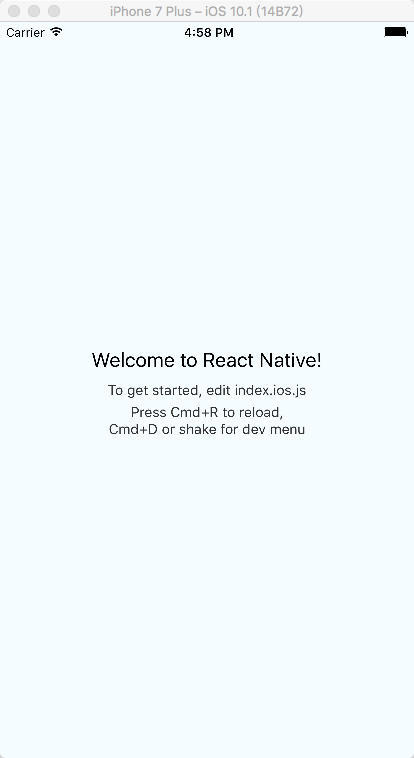 iPhone 7 Plus – iOS 10.1 (14B72)
Carrier 4:58 PM
Welcome to React Native!
To get started, edit index.ios.js
Press Cmd+R to reload,
Cmd+D or shake for dev menu